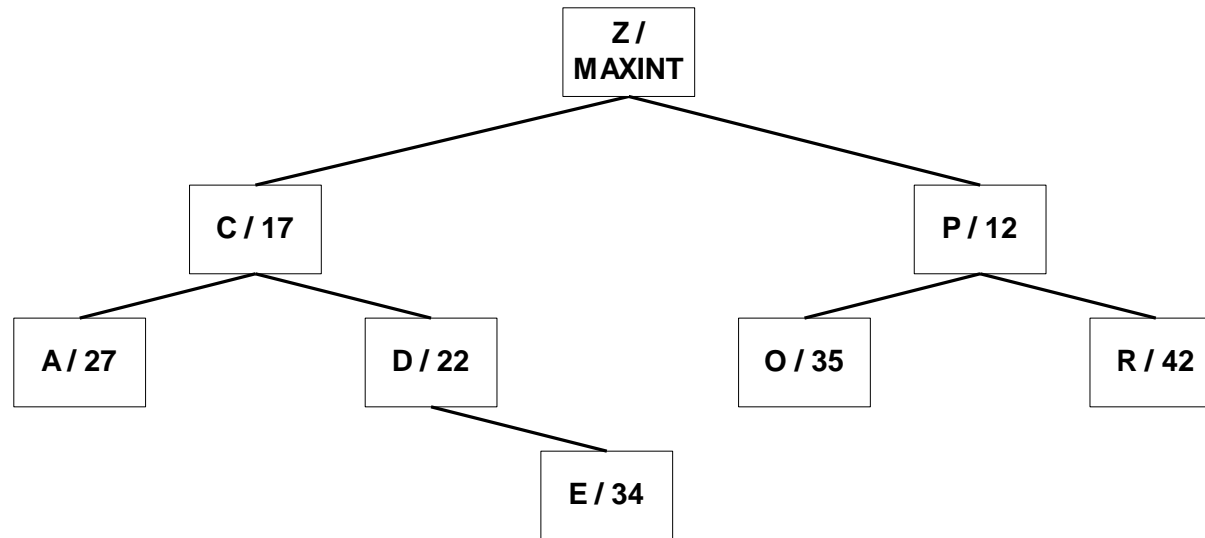 Z /
MAXINT
C / 17
P / 12
A / 27
D / 22
O / 35
R / 42
E / 34